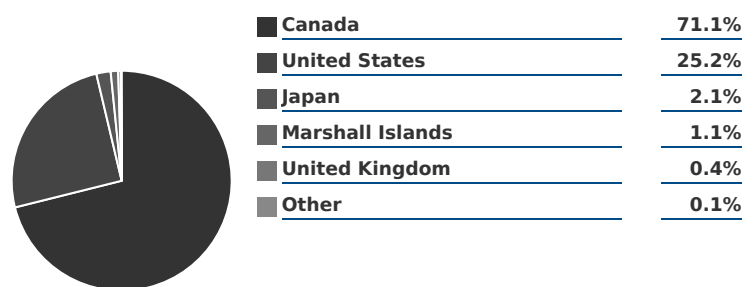 Canada 71.1%
United States 25.2%
Japan 2.1%
Marshall Islands 1.1%
United Kingdom 0.4%
Other 0.1%